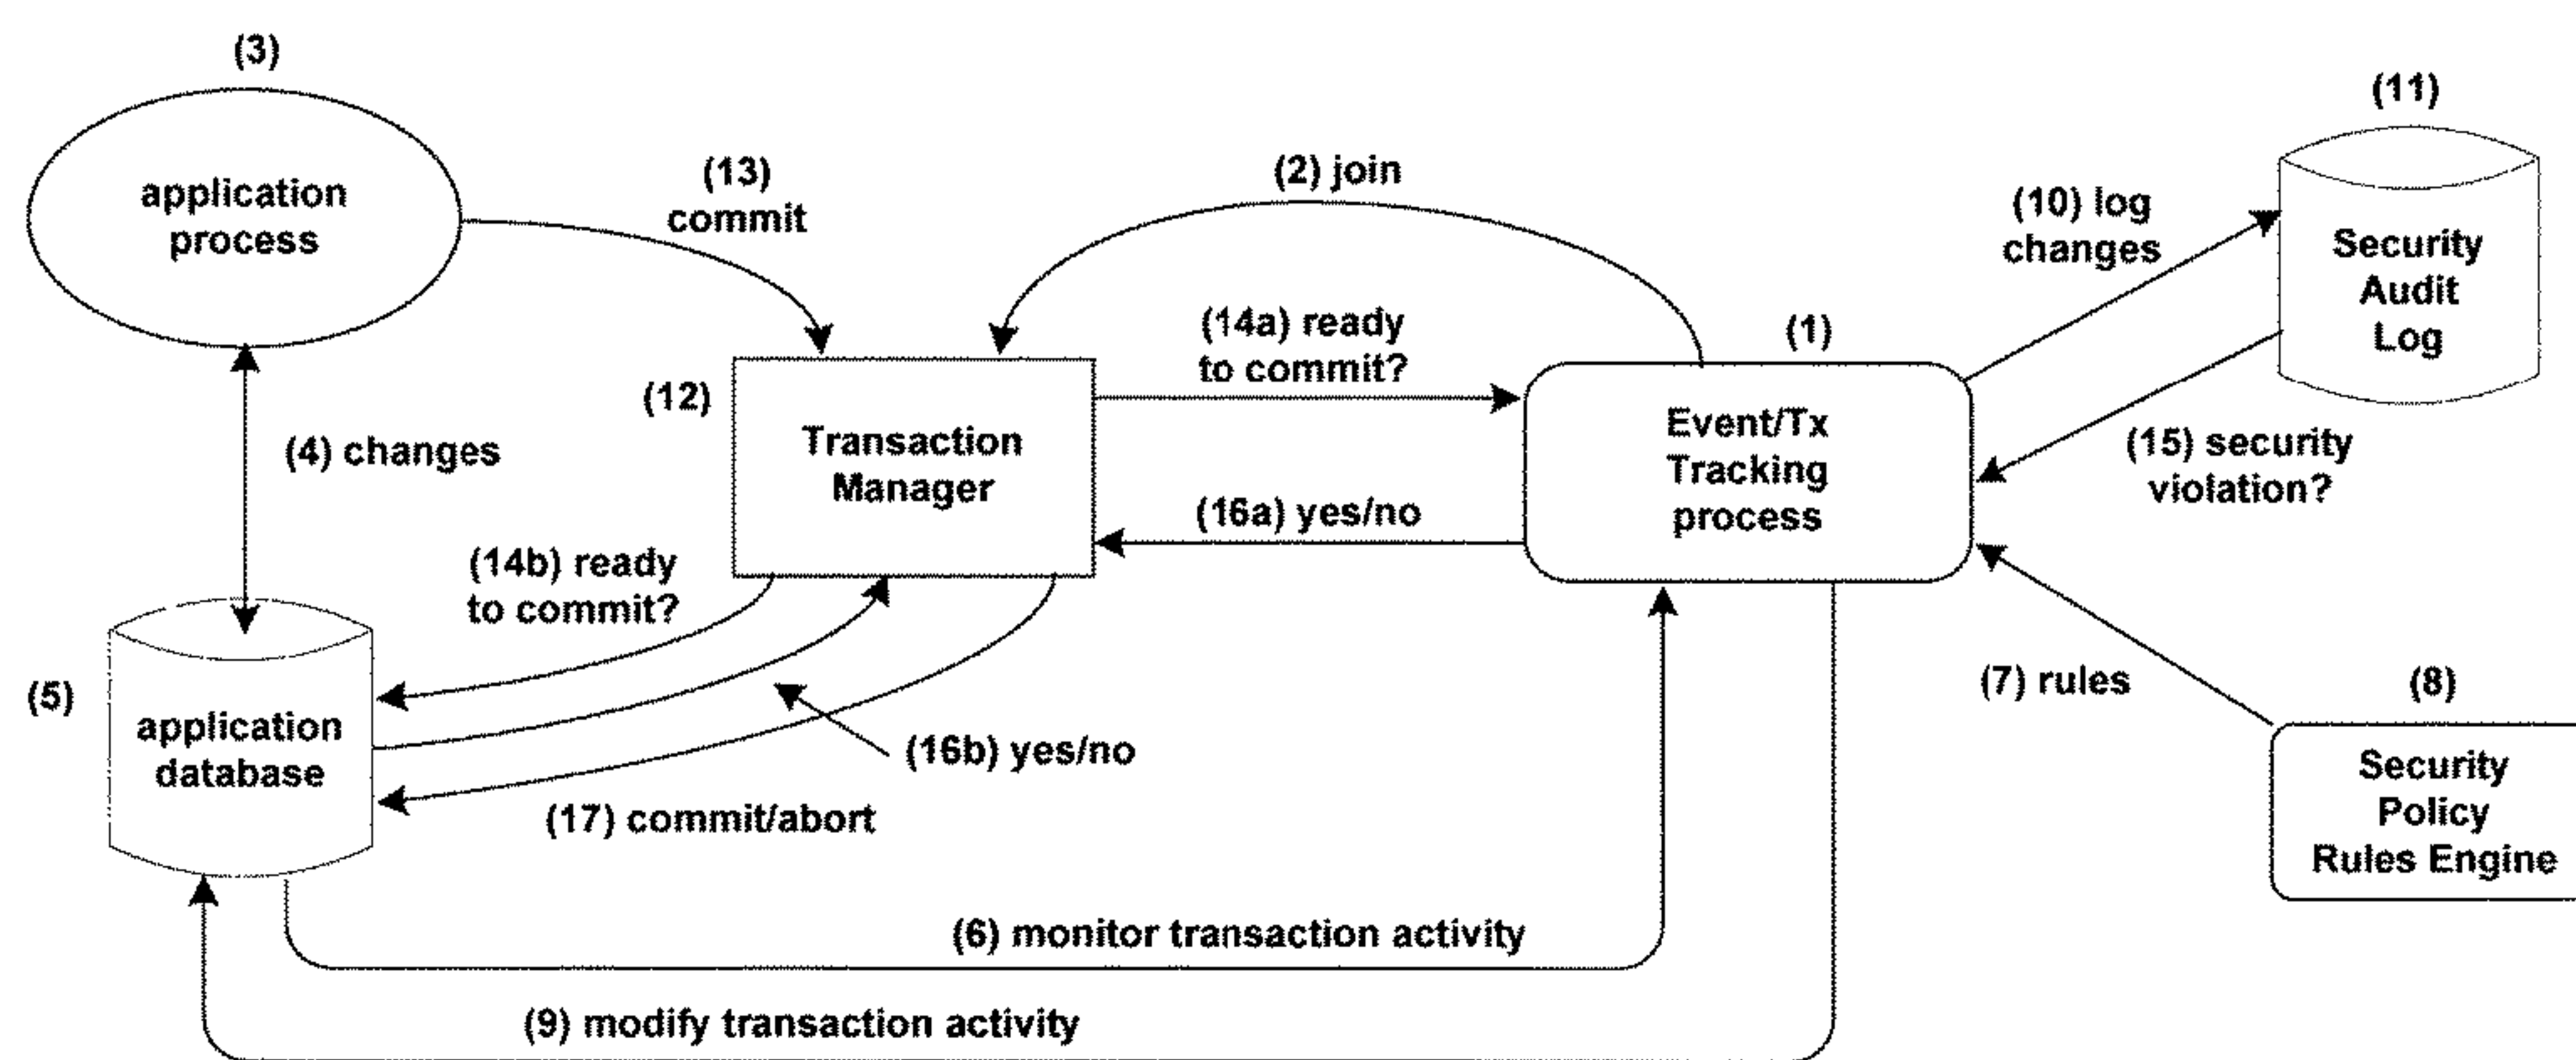 (3)
application
process
(13)
commit
(2) join
(11)
(10) log
changes
Security
Audit
Log
(14a) ready
to commit?
(1)
(12)
Transaction
Manager
Event/Tx
Tracking
process
(4) changes
(15) security
violation?
(16a) yes/no
(14b) ready
to commit?
(5)
application
database
(7) rules
(8)
(16b) yes/no
Security
Policy
Rules Engine
(17) commit/abort
(6) monitor transaction activity
(9) modify transaction activity